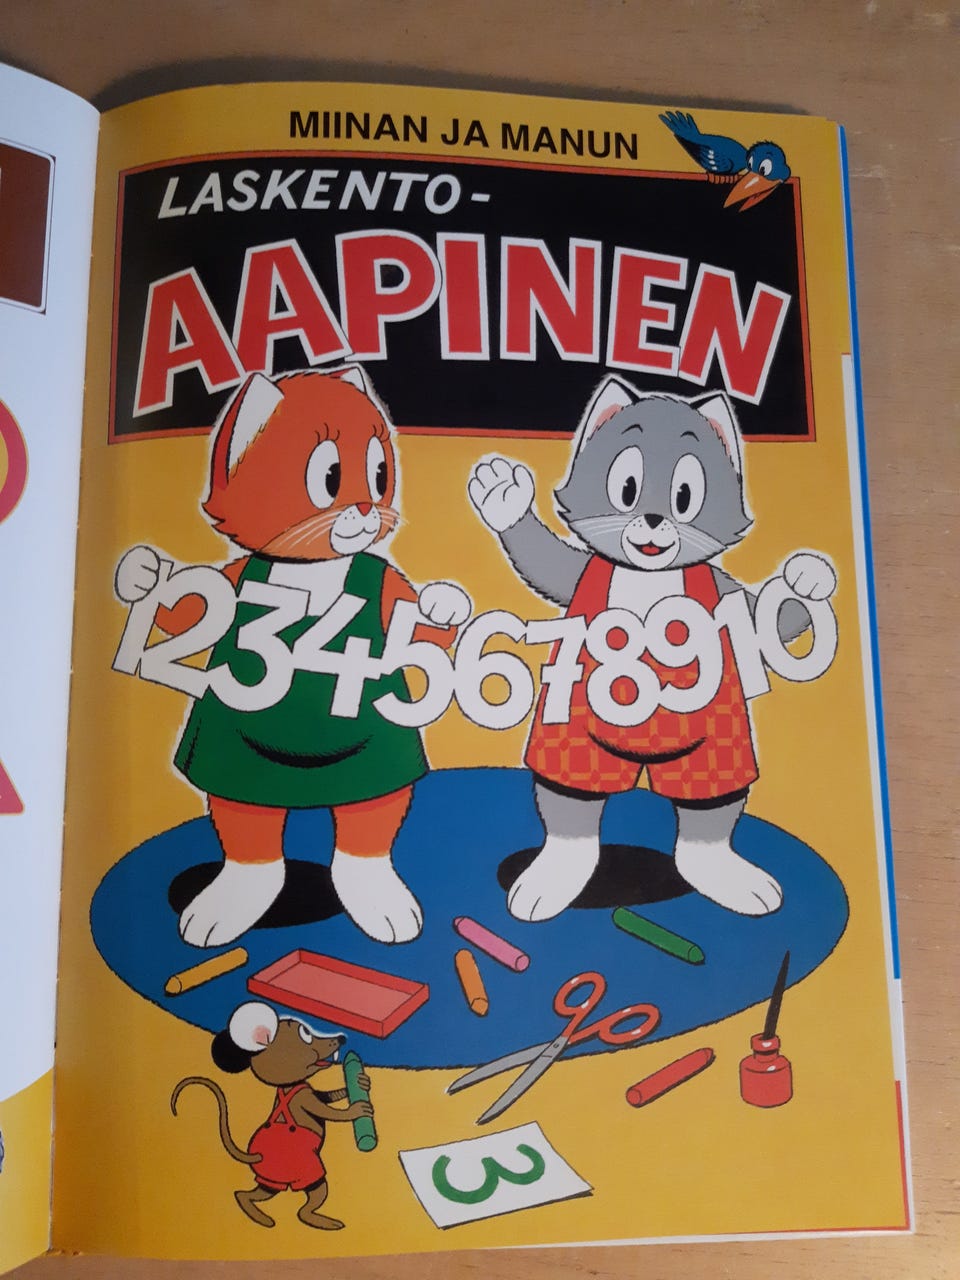 MIINAN JA MANUN
LASKENTO-
AAPINEN
12345678910
3